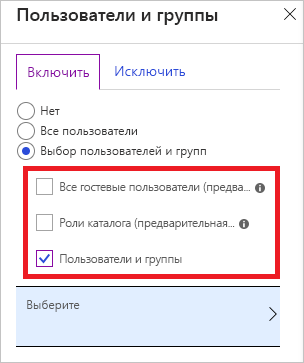 Пользователи и группы
Включить
Исключить
Нет
Все пользователи
Выбор пользователей и групп
Все гостевые пользователи (предва...
Роли каталога (предварительная...
Пользователи и группы
Выберите